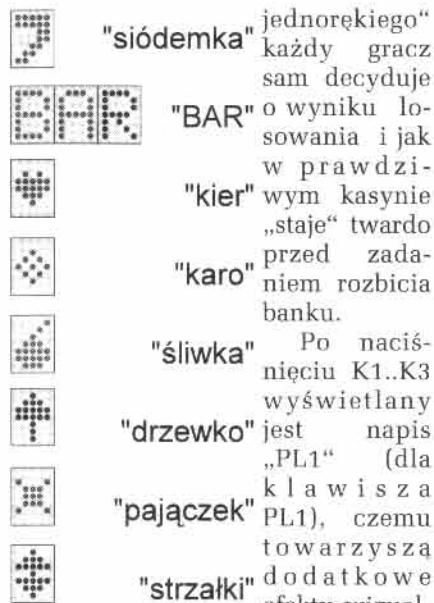 "siódemka"
BAR "BAR"
"kier"
"karo"
"śliwka"
"drzewko"
"pajączek"
"strzałki"
jednorękiego“
każdy gracz
sam decyduje
o wyniku lo-
sowania i jak
w prawdzi-
wym kasynie
„staje“ twardo
przed zada-
niem rozbicia
banku.
Po naciś-
nięciu K1..K3
wyświetlany
jest napis
„PL1“ (dla
klawisza
PL1), czemu
towarzyszą
dodatkowe